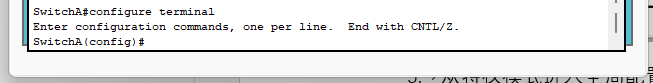 SwitchA#configure terminal
Enter configuration commands, one per line.  End with CNTL/Z.
SwitchA(config)#